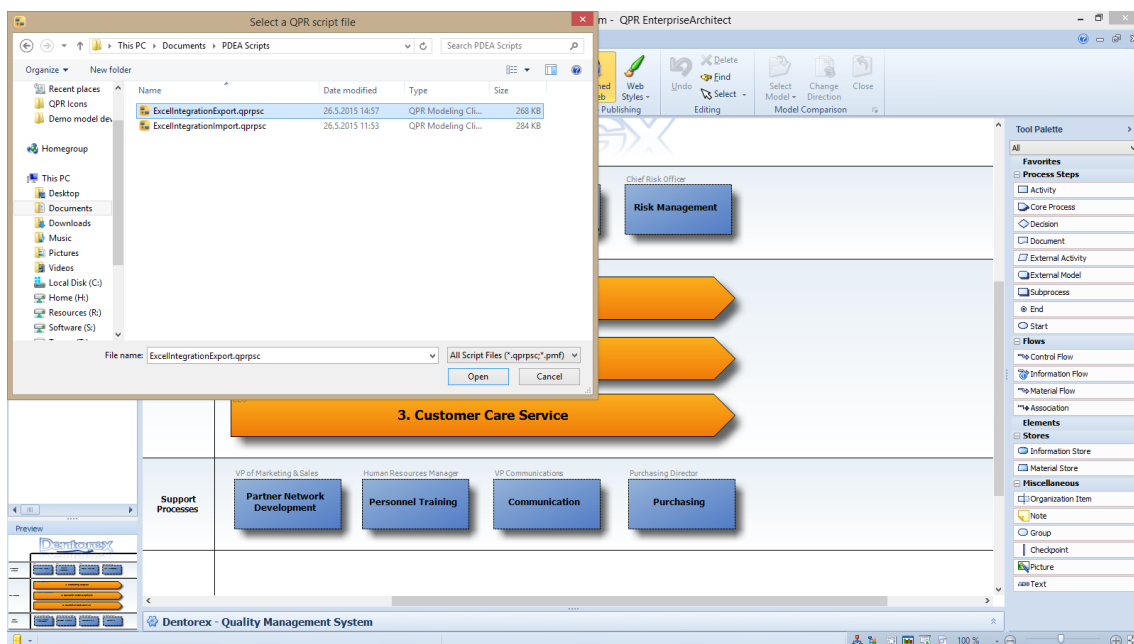 Select a QPR script file
m - QPR EnterpriseArchitect
This PC
Documents
PDEA Scripts
Search PDEA Scripts
Organize
New folder
Recent places
QPR Icons
Demo model dev
Homegroup
This PC
Desktop
Documents
Downloads
Music
Pictures
Videos
Local Disk (C:)
Home (H:)
Resources (R:)
Software (S:)
Name Date modified Type Size
ExcelIntegrationExport.qprpsc 26.5.2015 14:57 QPR Modeling Cli... 268 KB
ExcelIntegrationImport.qprpsc 26.5.2015 11:53 QPR Modeling Cli... 284 KB
File name: ExcelIntegrationExport.qprpsc All Script Files (*.qprpsc;*.pmf)
Open Cancel
Web
Styles
Publishing
Undo
Delete
Find
Select
Editing
Select
Model
Change
Direction
Close
Model Comparison
Chief Risk Officer
Risk Management
3. Customer Care Service
Support
Processes
VP of Marketing & Sales
Partner Network
Development
Human Resources Manager
Personnel Training
VP Communications
Communication
Purchasing Director
Purchasing
Preview
Dentorex
Dentorex - Quality Management System
100 %
Tool Palette
All
Favorites
Process Steps
Activity
Core Process
Decision
Document
External Activity
External Model
Subprocess
End
Start
Flows
Control Flow
Information Flow
Material Flow
Association
Elements
Stores
Information Store
Material Store
Miscellaneous
Organization Item
Note
Group
Checkpoint
Picture
Text